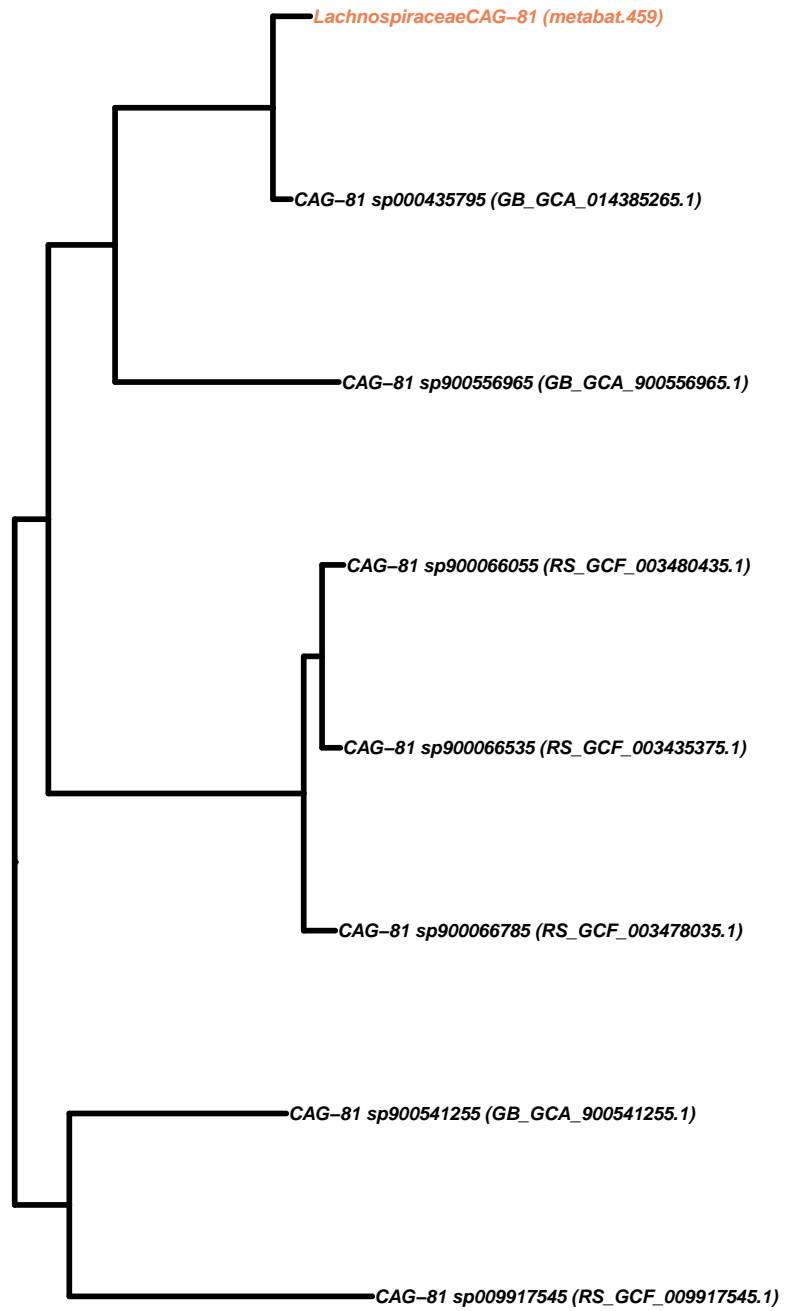 LachnospiraceaeCAG–81 (metabat.459)
CAG–81 sp000435795 (GB_GCA_014385265.1)
CAG–81 sp900556965 (GB_GCA_900556965.1)
CAG–81 sp900066055 (RS_GCF_003480435.1)
CAG–81 sp900066535 (RS_GCF_003435375.1)
CAG–81 sp900066785 (RS_GCF_003478035.1)
CAG–81 sp900541255 (GB_GCA_900541255.1)
CAG–81 sp009917545 (RS_GCF_009917545.1)